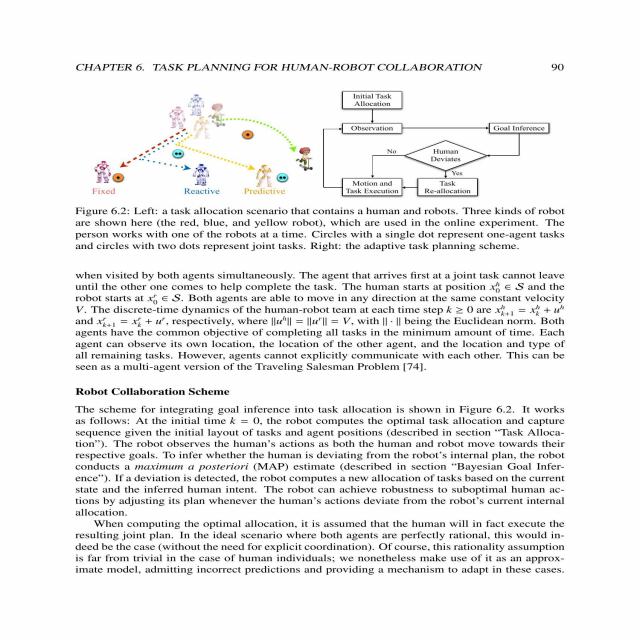 CHAPTER 6. TASK PLANNING FOR HUMAN-ROBOT COLLABORATION 90
Fixed
Reactive
Predictive
Initial Task
Allocation
Observation
Goal Inference
No
Human
Deviates
Yes
Motion and
Task Execution
Task
Re-allocation
Figure 6.2: Left: a task allocation scenario that contains a human and robots. Three kinds of robot
are shown here (the red, blue, and yellow robot), which are used in the online experiment. The
person works with one of the robots at a time. Circles with a single dot represent one-agent tasks
and circles with two dots represent joint tasks. Right: the adaptive task planning scheme.
when visited by both agents simultaneously. The agent that arrives first at a joint task cannot leave
until the other one comes to help complete the task. The human starts at position x₀ʰ ∈ S and the
robot starts at x₀ʳ ∈ S. Both agents are able to move in any direction at the same constant velocity
V. The discrete-time dynamics of the human-robot team at each time step k ≥ 0 are xₖ₊₁ʰ = xₖʰ + uʰ
and xₖ₊₁ʳ = xₖʳ + uʳ, respectively, where ‖uʰ‖ = ‖uʳ‖ = V, with ‖ · ‖ being the Euclidean norm. Both
agents have the common objective of completing all tasks in the minimum amount of time. Each
agent can observe its own location, the location of the other agent, and the location and type of
all remaining tasks. However, agents cannot explicitly communicate with each other. This can be
seen as a multi-agent version of the Traveling Salesman Problem [74].
Robot Collaboration Scheme
The scheme for integrating goal inference into task allocation is shown in Figure 6.2. It works
as follows: At the initial time k = 0, the robot computes the optimal task allocation and capture
sequence given the initial layout of tasks and agent positions (described in section “Task Alloca-
tion”). The robot observes the human’s actions as both the human and robot move towards their
respective goals. To infer whether the human is deviating from the robot’s internal plan, the robot
conducts a maximum a posteriori (MAP) estimate (described in section “Bayesian Goal Infer-
ence”). If a deviation is detected, the robot computes a new allocation of tasks based on the current
state and the inferred human intent. The robot can achieve robustness to suboptimal human ac-
tions by adjusting its plan whenever the human’s actions deviate from the robot’s current internal
allocation.
When computing the optimal allocation, it is assumed that the human will in fact execute the
resulting joint plan. In the ideal scenario where both agents are perfectly rational, this would in-
deed be the case (without the need for explicit coordination). Of course, this rationality assumption
is far from trivial in the case of human individuals; we nonetheless make use of it as an approx-
imate model, admitting incorrect predictions and providing a mechanism to adapt in these cases.